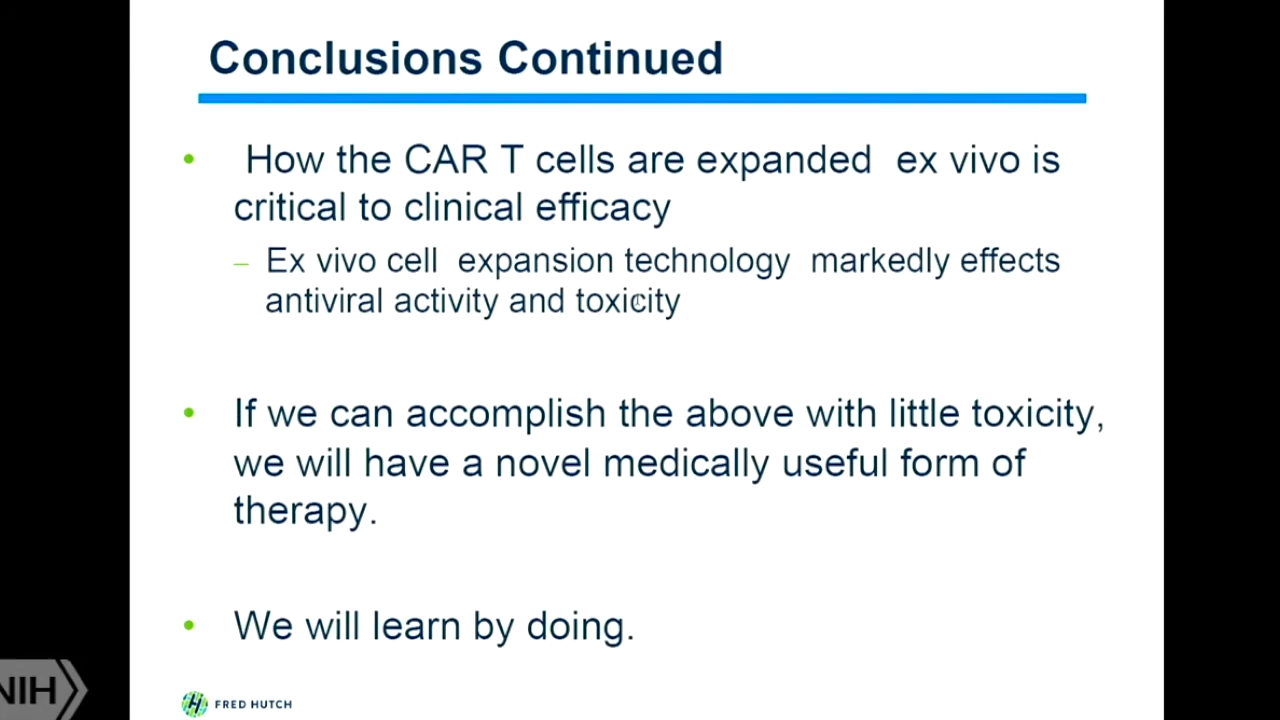 Conclusions Continued
• How the CAR T cells are expanded ex vivo is
critical to clinical efficacy
– Ex vivo cell expansion technology markedly effects
antiviral activity and toxicity
• If we can accomplish the above with little toxicity,
we will have a novel medically useful form of
therapy.
• We will learn by doing.
NIH
FRED HUTCH